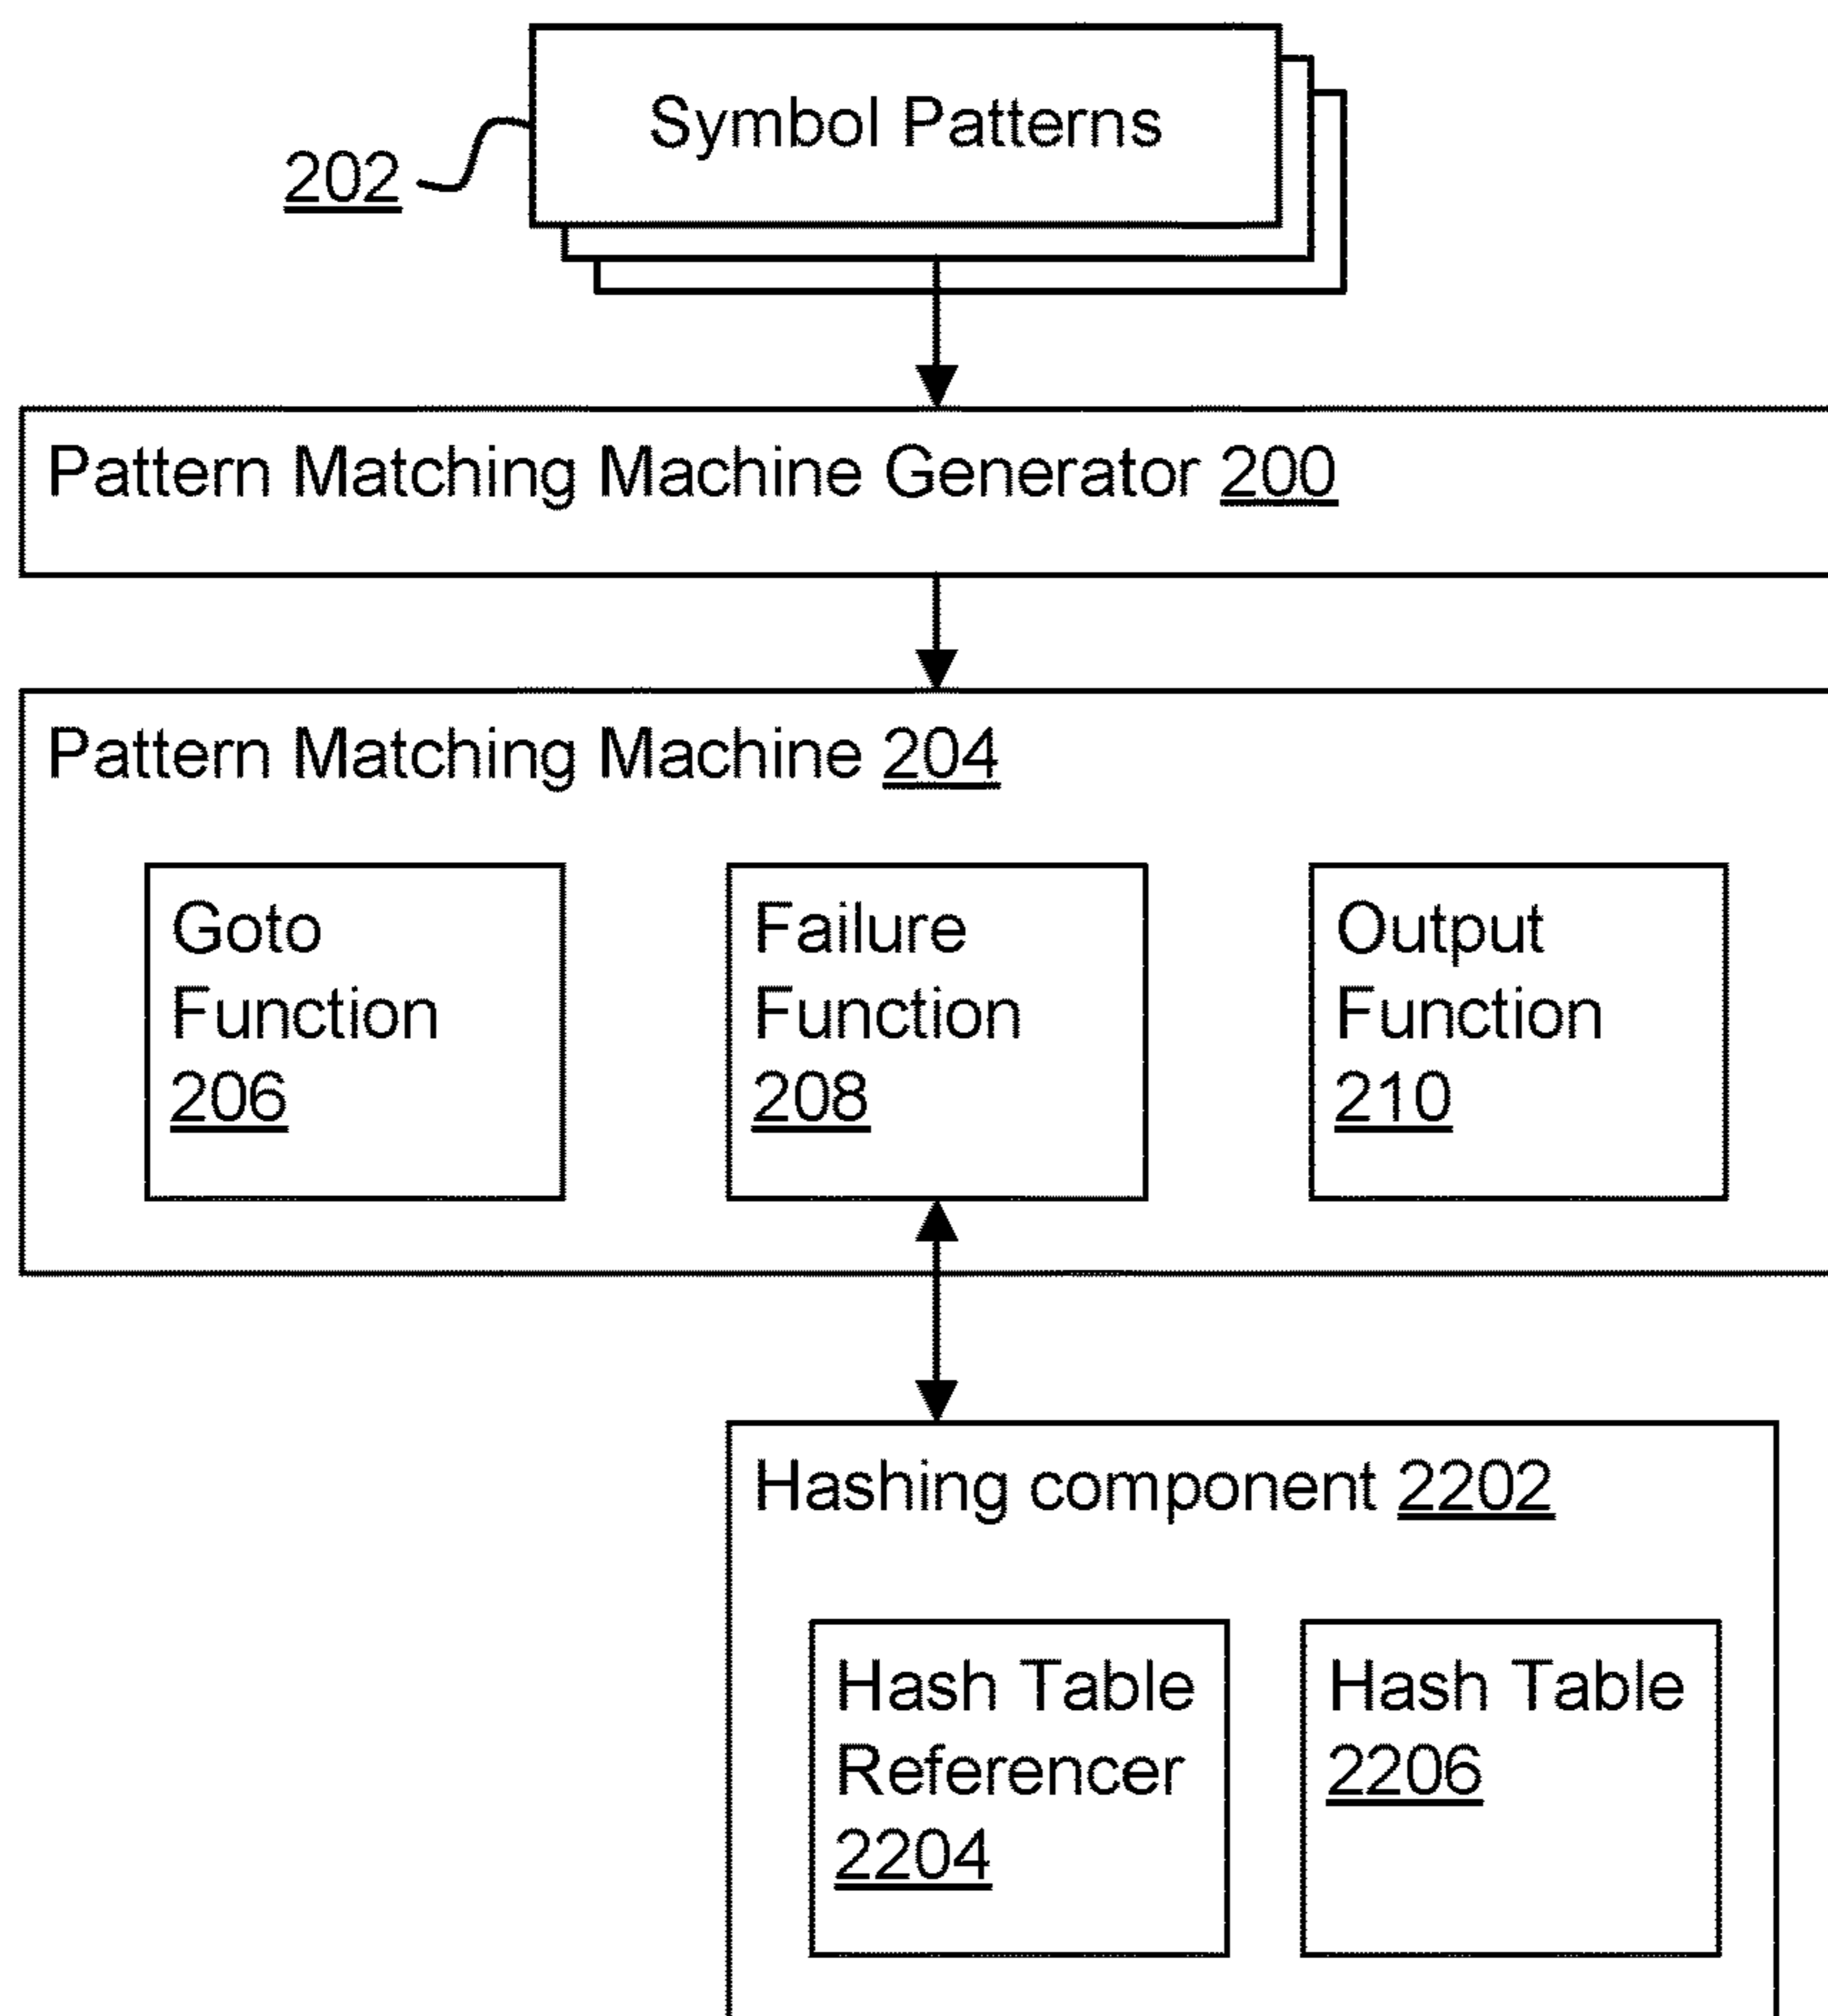 Symbol Patterns
202
Pattern Matching Machine Generator 200
Pattern Matching Machine 204
Goto
Function
206
Failure
Function
208
Output
Function
210
Hashing component 2202
Hash Table
Referencer
2204
Hash Table
2206